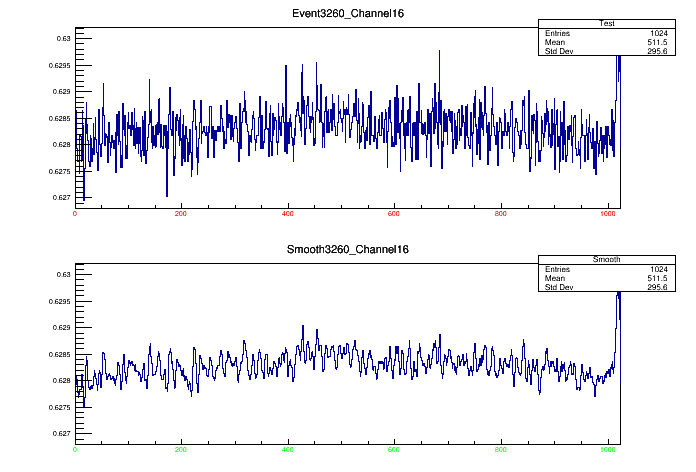 Event3260_Channel16
Test
Entries 1024
Mean 511.5
Std Dev 295.6
0.63
0.6295
0.629
0.6285
0.628
0.6275
0.627
0 200 400 600 800 1000
Smooth3260_Channel16
Smooth
Entries 1024
Mean 511.5
Std Dev 295.6
0.63
0.6295
0.629
0.6285
0.628
0.6275
0.627
0 200 400 600 800 1000